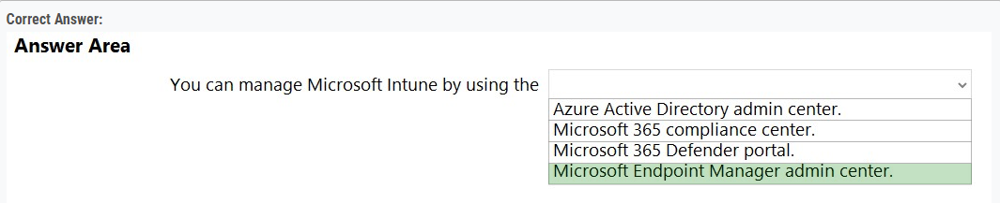 Correct Answer:
Answer Area
You can manage Microsoft Intune by using the
Azure Active Directory admin center.
Microsoft 365 compliance center.
Microsoft 365 Defender portal.
Microsoft Endpoint Manager admin center.